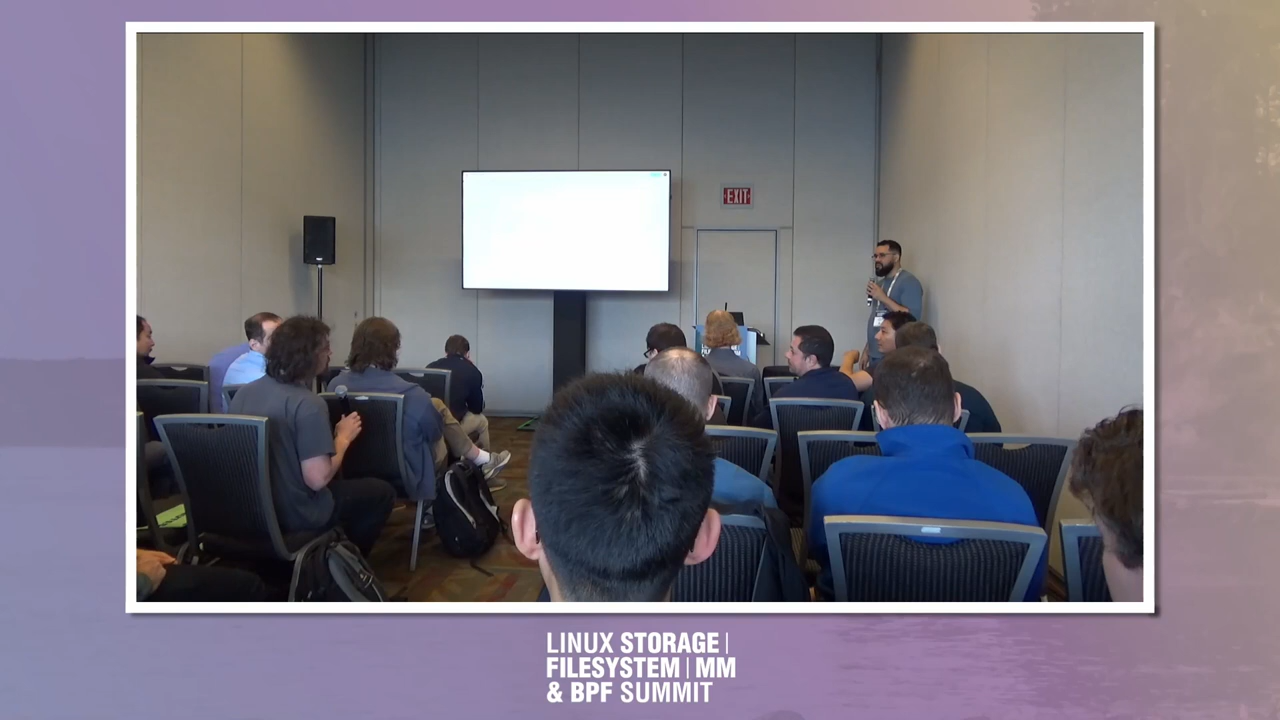 EXIT
LINUX STORAGE |
FILESYSTEM | MM
& BPF SUMMIT